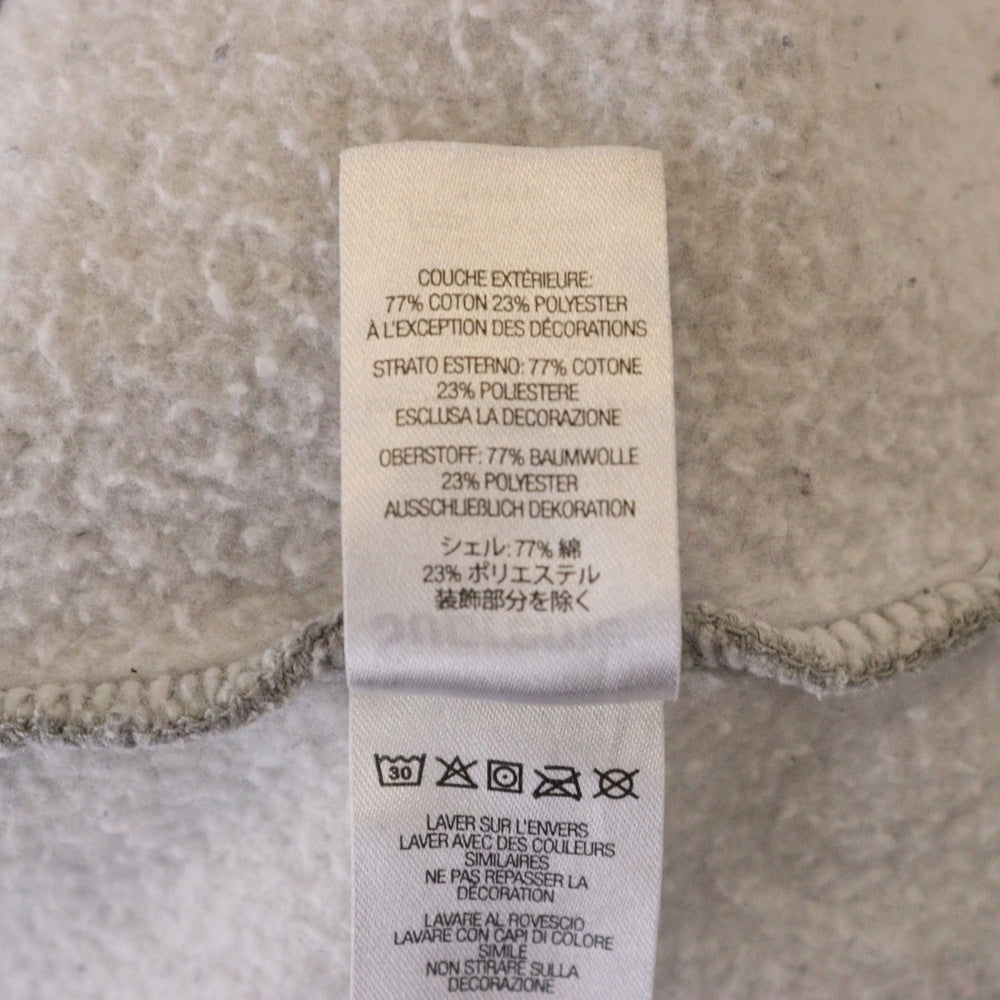 COUCHE EXTÉRIEURE:
77% COTON 23% POLYESTER
À L'EXCEPTION DES DÉCORATIONS
STRATO ESTERNO: 77% COTONE
23% POLIESTERE
ESCLUSA LA DECORAZIONE
OBERSTOFF: 77% BAUMWOLLE
23% POLYESTER
AUSSCHLIEßLICH DEKORATION
シェル: 77% 綿
23% ポリエステル
装飾部分を除く
30
LAVER SUR L'ENVERS
LAVER AVEC DES COULEURS
SIMILAIRES
NE PAS REPASSER LA
DÉCORATION
LAVARE AL ROVESCIO
LAVARE CON CAPI DI COLORE
SIMILE
NON STIRARE SULLA
DECORAZIONE